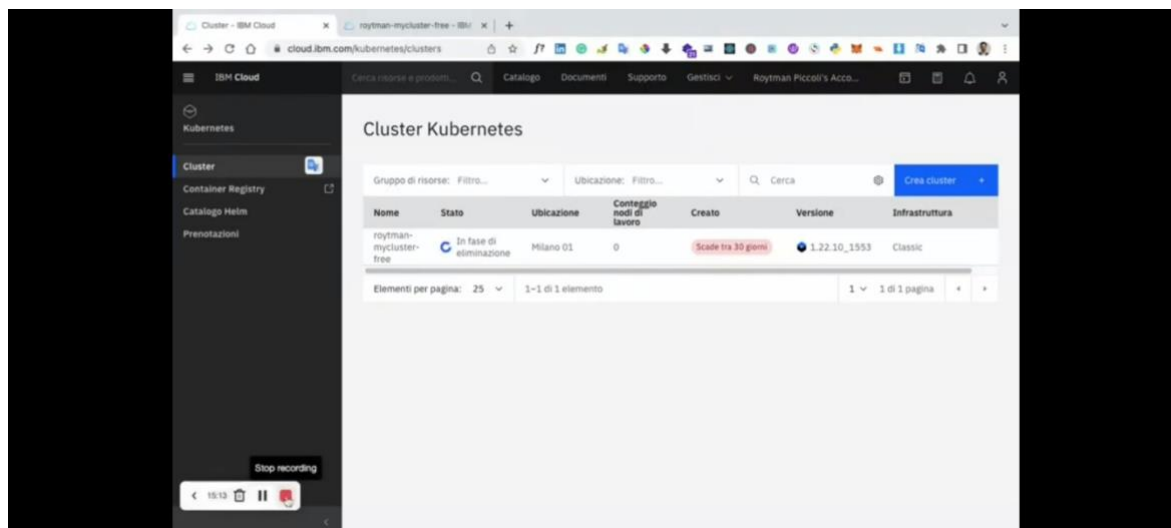 Cluster - IBM Cloud
roytman-mycluster-free - IBM
cloud.ibm.com/kubernetes/clusters
IBM Cloud
Cerca risorse e prodotti...
Catalogo
Documenti
Supporto
Gestisci
Roytman Piccoli's Acco...
Kubernetes
Cluster
Container Registry
Catalogo Helm
Prenotazioni
Cluster Kubernetes
Gruppo di risorse: Filtro...
Ubicazione: Filtro...
Cerca
Crea cluster +
Nome
Stato
Ubicazione
Conteggio
nodi di
lavoro
Creato
Versione
Infrastruttura
roytman-
mycluster-
free
In fase di
eliminazione
Milano 01
0
Scade tra 30 giorni
1.22.10_1553
Classic
Elementi per pagina: 25
1-1 di 1 elemento
1
1 di 1 pagina
Stop recording
15:13